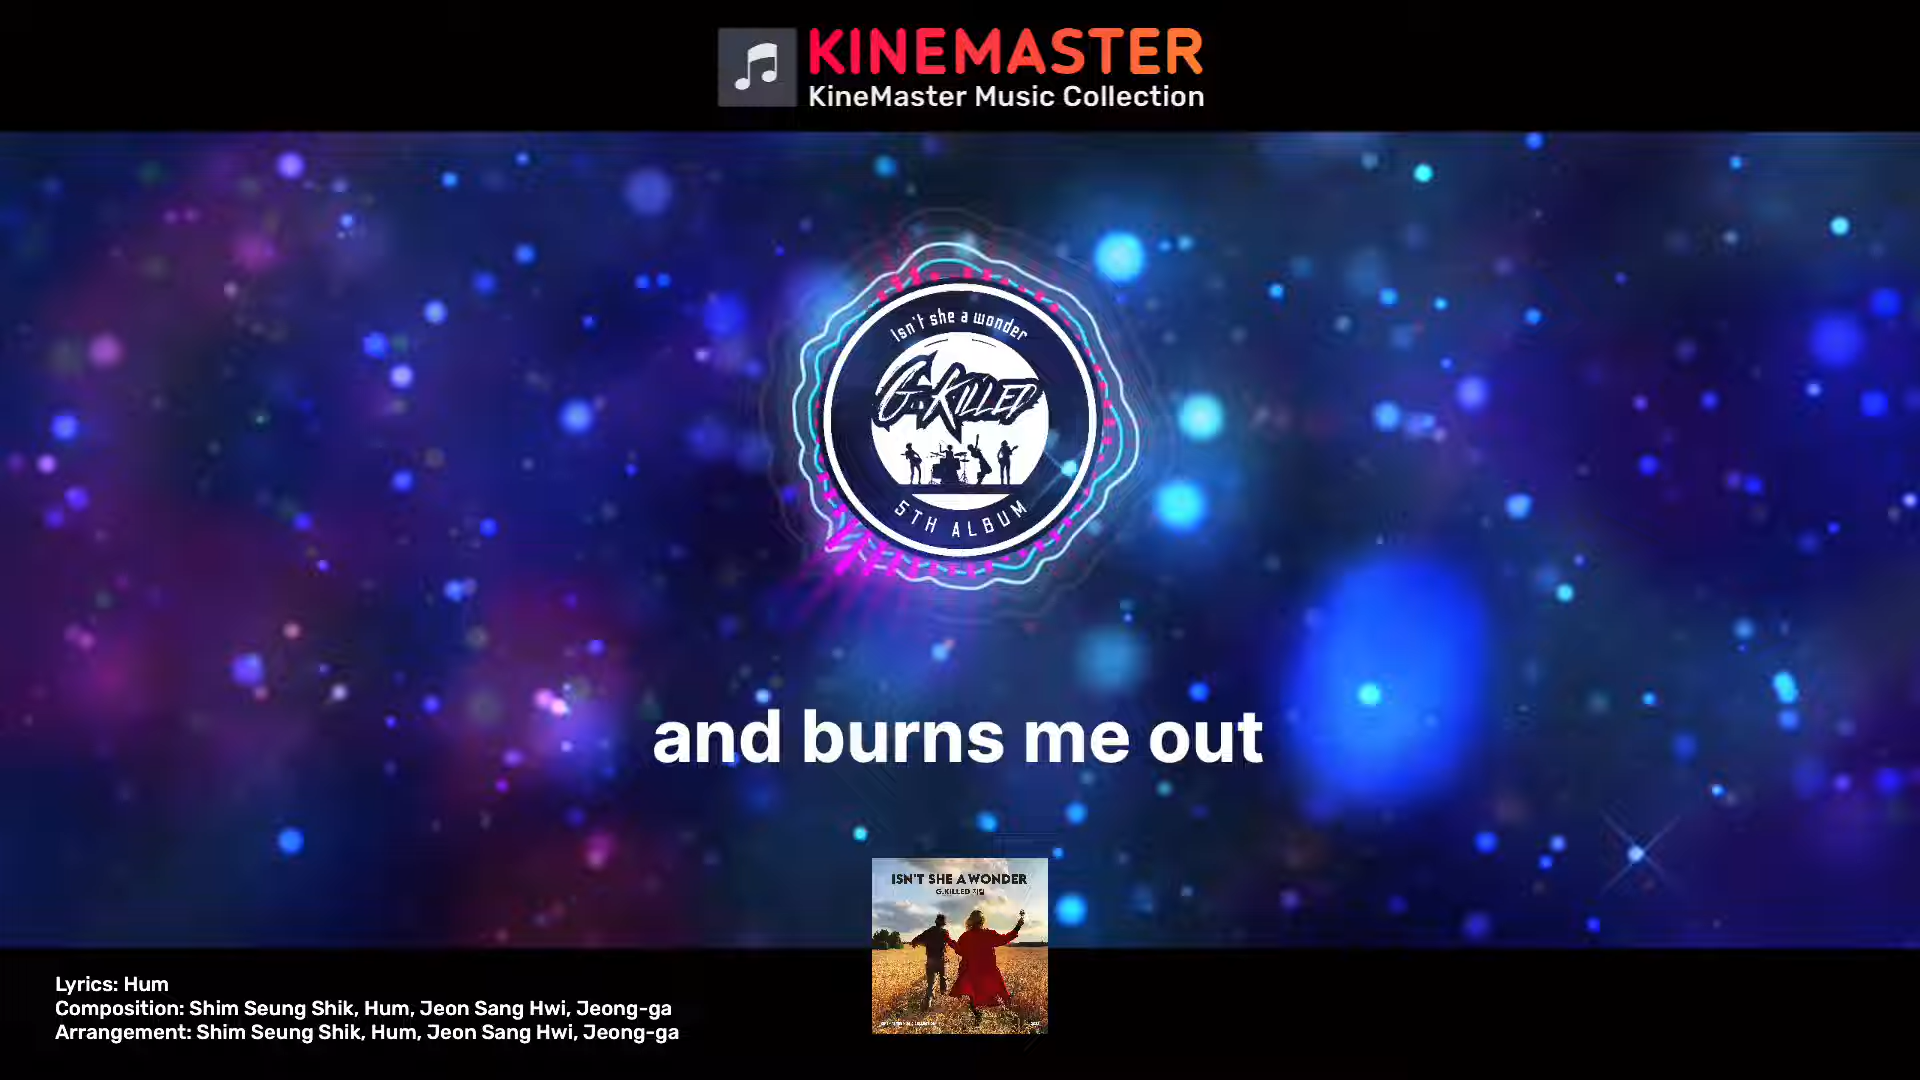 KINEMASTER
KineMaster Music Collection
Isn't she a wonder
G.KILLED
5TH ALBUM
and burns me out
ISN'T SHE A WONDER
G.KILLED 지킬
Lyrics: Hum
Composition: Shim Seung Shik, Hum, Jeon Sang Hwi, Jeong-ga
Arrangement: Shim Seung Shik, Hum, Jeon Sang Hwi, Jeong-ga